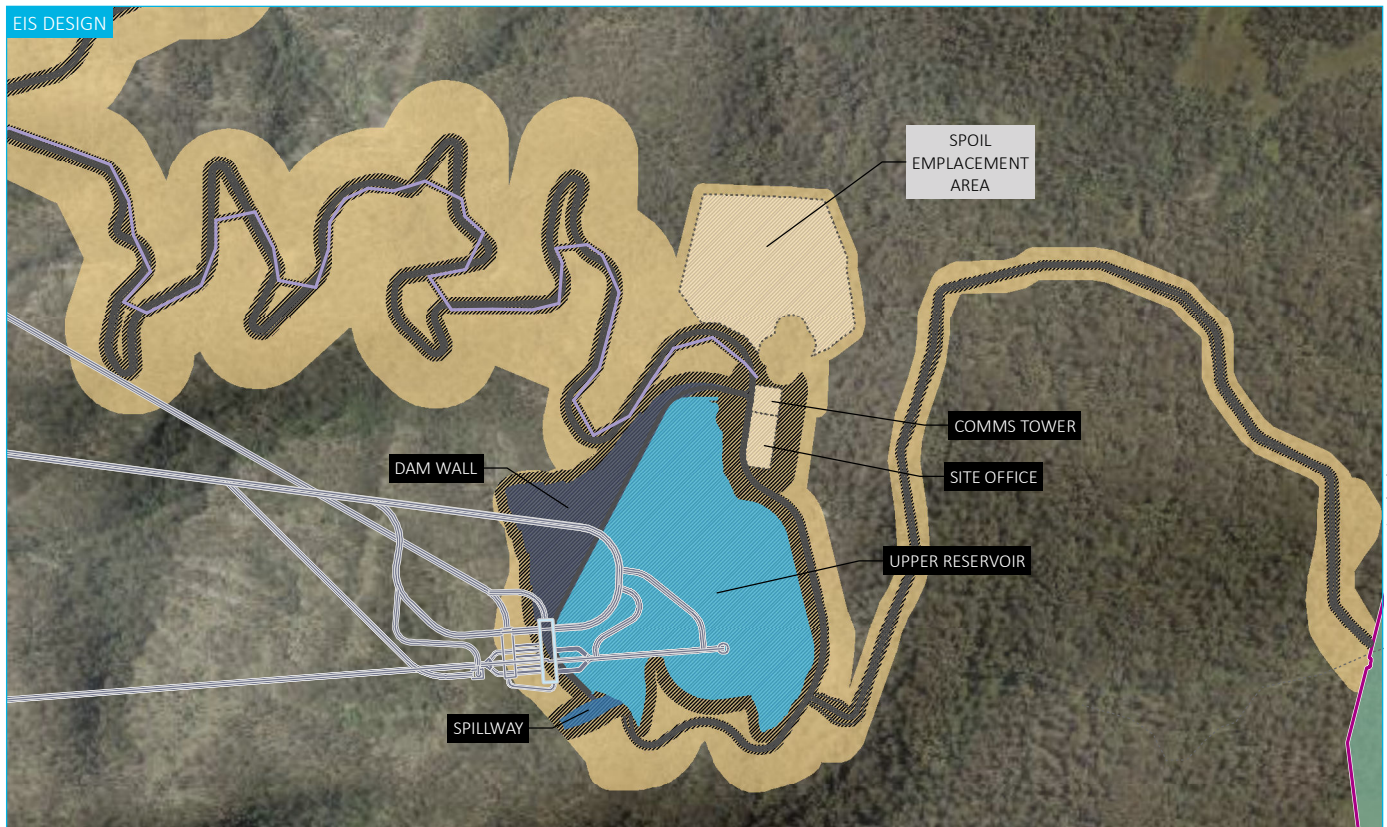 EIS DESIGN
SPOIL
EMPLACEMENT
AREA
COMMS TOWER
DAM WALL
SITE OFFICE
UPPER RESERVOIR
SPILLWAY